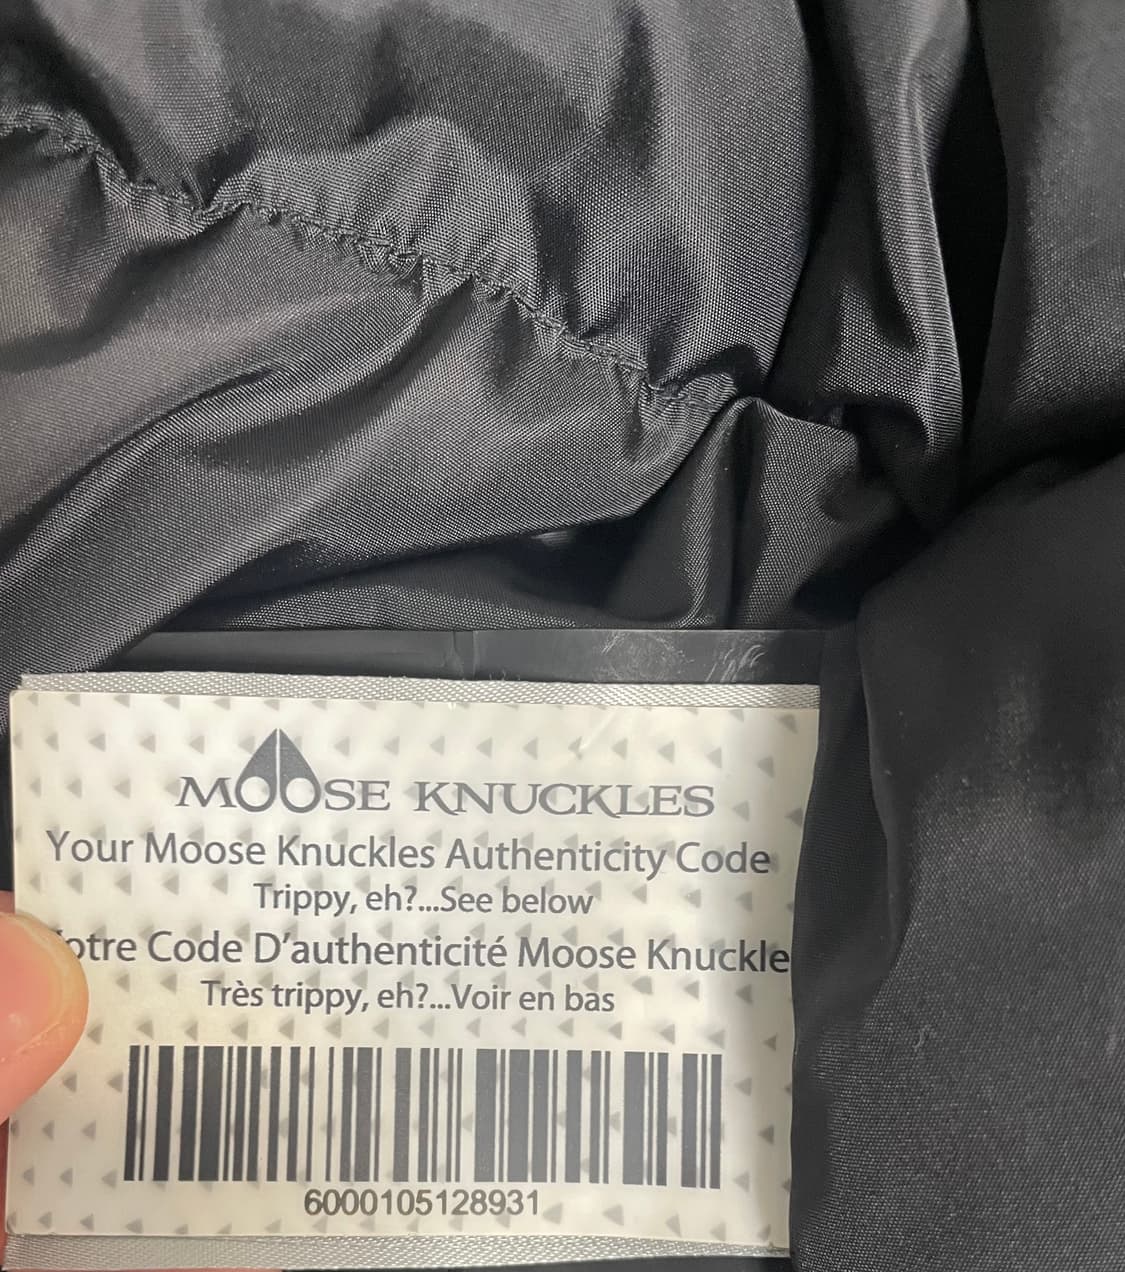 MOOSE KNUCKLES
Your Moose Knuckles Authenticity Code
Trippy, eh?...See below
otre Code D'authenticité Moose Knuckle
Très trippy, eh?...Voir en bas
6000105128931